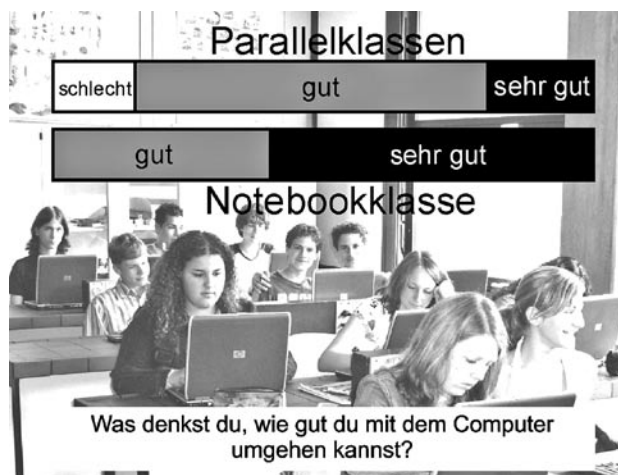 Parallelklassen
schlecht gut sehr gut
gut sehr gut
Notebookklasse
hp
Was denkst du, wie gut du mit dem Computer
umgehen kannst?